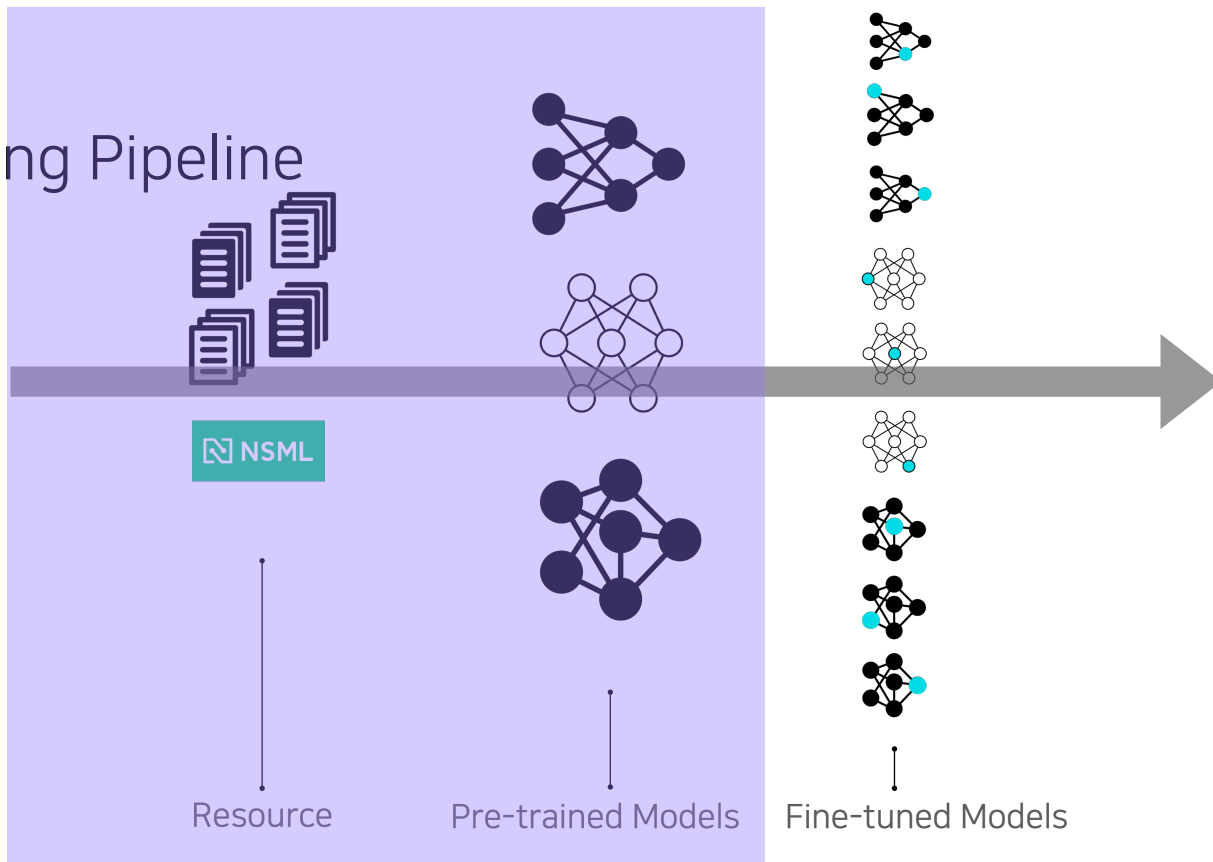 ng Pipeline
NSML
Resource
Pre-trained Models
Fine-tuned Models